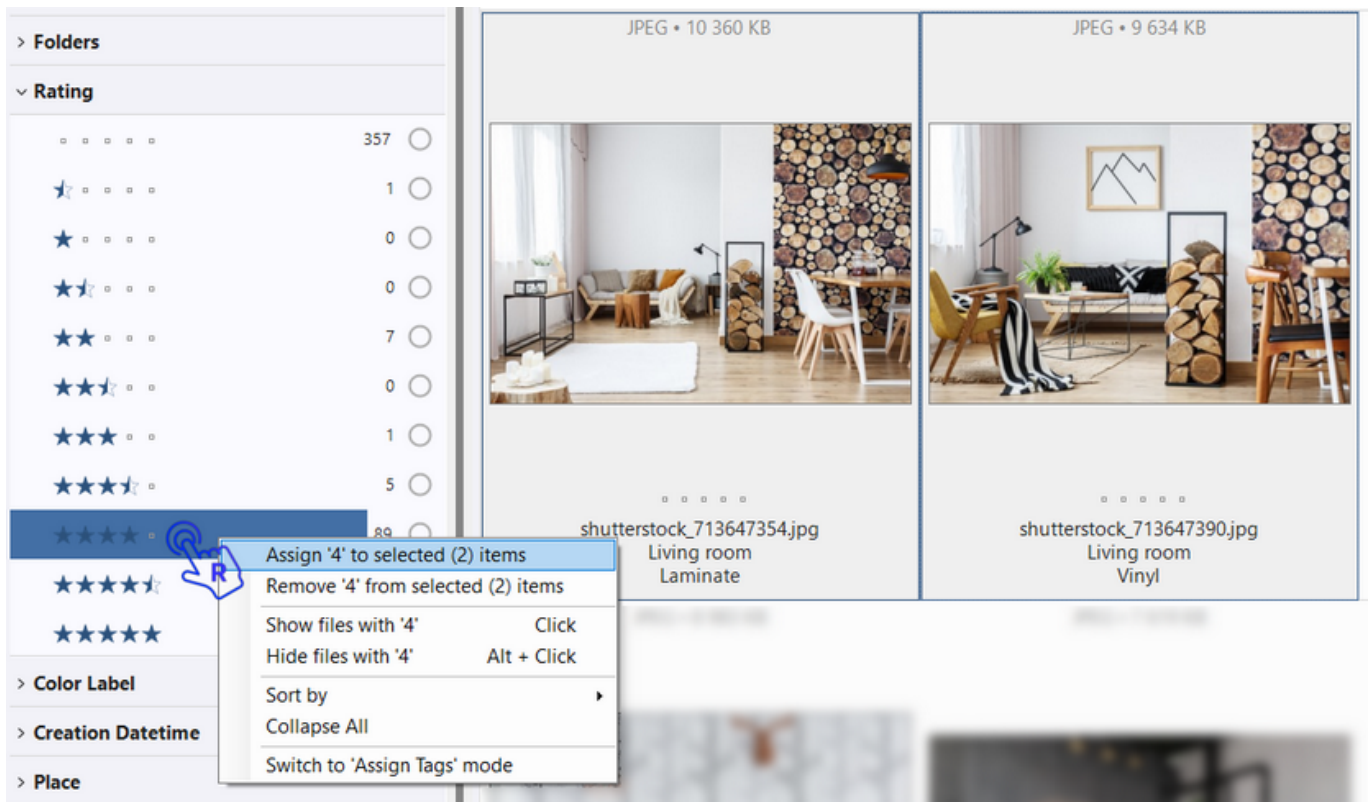 Folders
Rating
357
1
0
0
7
0
1
5
89
Color Label
Creation Datetime
Place
R
Assign '4' to selected (2) items
Remove '4' from selected (2) items
Show files with '4' Click
Hide files with '4' Alt + Click
Sort by
Collapse All
Switch to 'Assign Tags' mode
JPEG • 10 360 KB
shutterstock_713647354.jpg
Living room
Laminate
JPEG • 9 634 KB
shutterstock_713647390.jpg
Living room
Vinyl